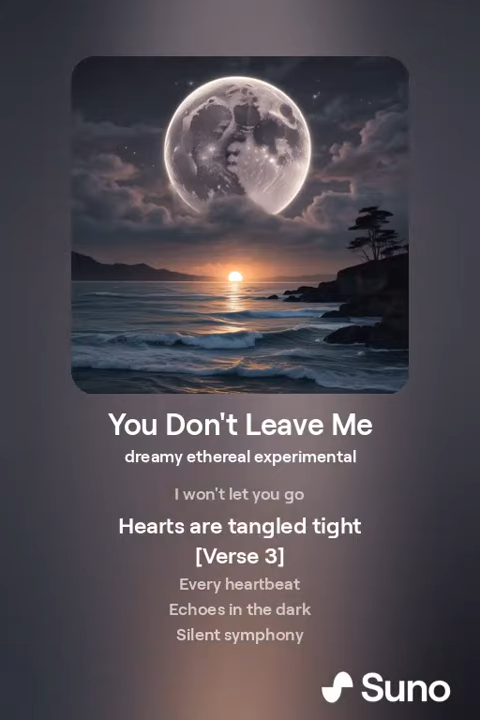 You Don't Leave Me
dreamy ethereal experimental
I won't let you go
Hearts are tangled tight
[Verse 3]
Every heartbeat
Echoes in the dark
Silent symphony
Suno